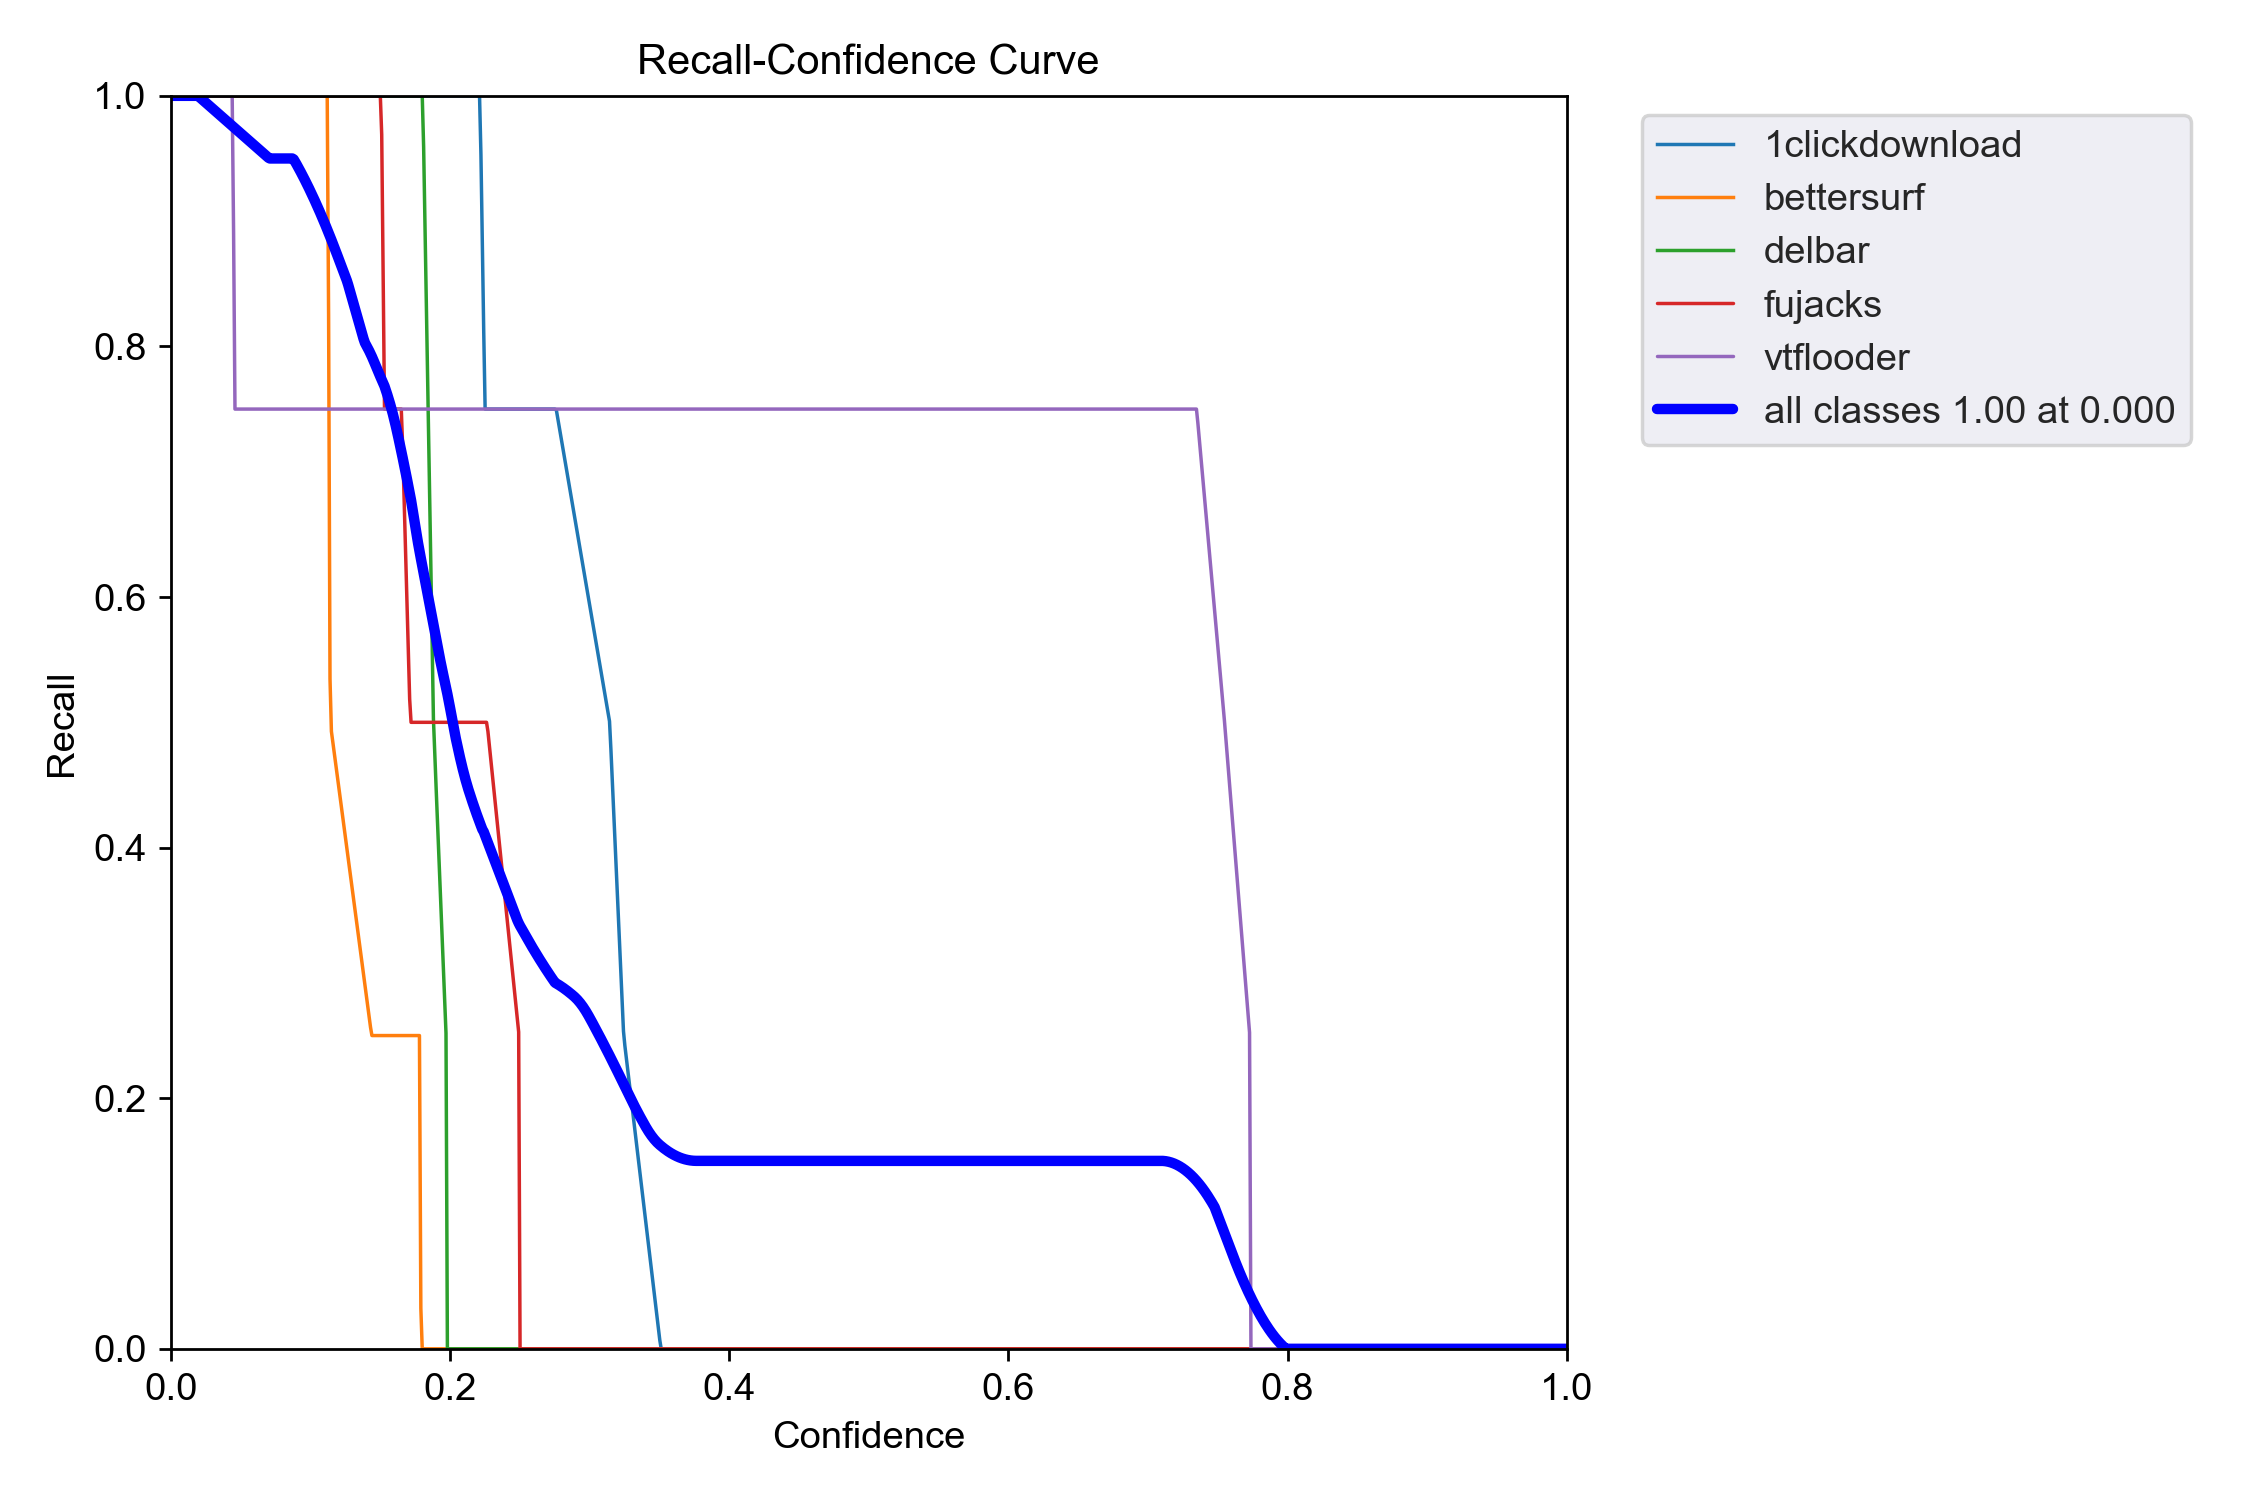 Recall-Confidence Curve
1.0
0.8
0.6
0.4
0.2
0.0
Recall
0.0 0.2 0.4 0.6 0.8 1.0
Confidence
1clickdownload
bettersurf
delbar
fujacks
vtflooder
all classes 1.00 at 0.000